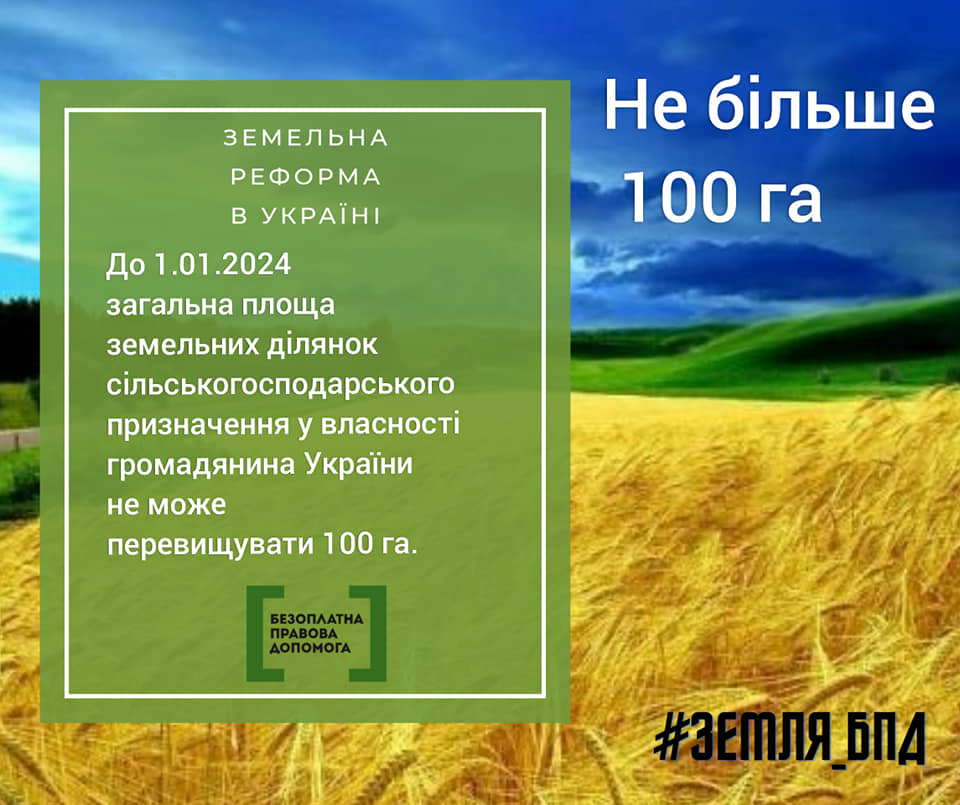 ЗЕМЕЛЬНА
РЕФОРМА
В УКРАЇНІ
До 1.01.2024
загальна площа
земельних ділянок
сільськогосподарського
призначення у власності
громадянина України
не може
перевищувати 100 га.
БЕЗОПЛАТНА
ПРАВОВА
ДОПОМОГА
Не більше
100 га
#ЗЕМЛЯ_БПД